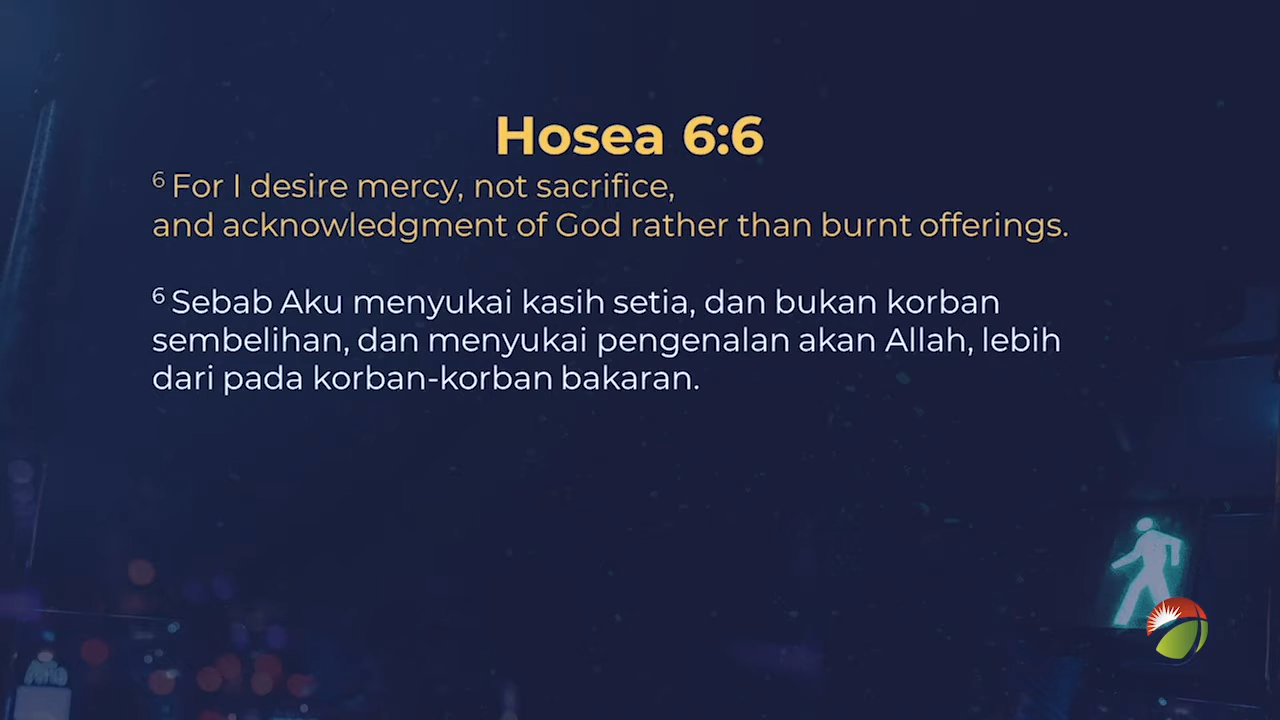 Hosea 6:6
6 For I desire mercy, not sacrifice,
and acknowledgment of God rather than burnt offerings.
6 Sebab Aku menyukai kasih setia, dan bukan korban
sembelihan, dan menyukai pengenalan akan Allah, lebih
dari pada korban-korban bakaran.